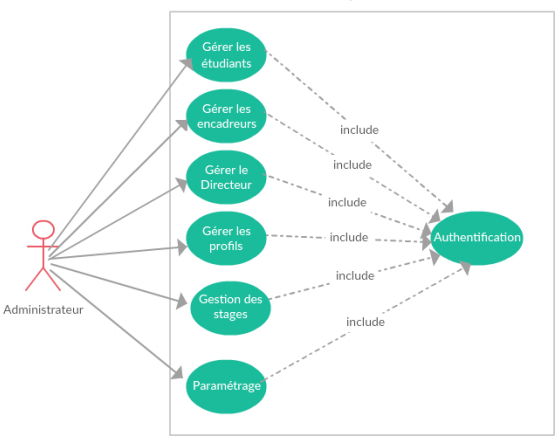 Gérer les
étudiants
include
Gérer les
encadreurs
include
Gérer le
Directeur
include
Gérer les
profils
include
Authentification
include
Administrateur
Gestion des
stages
include
Paramétrage